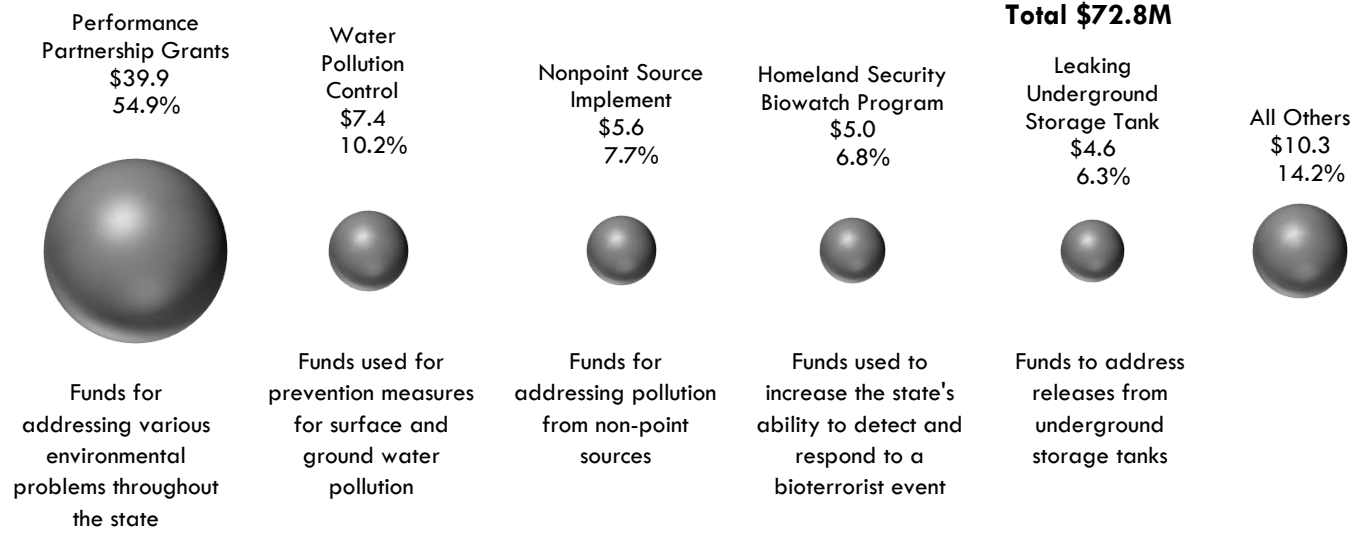 Total $72.8M
Performance
Partnership Grants
$39.9
54.9%
Water
Pollution
Control
$7.4
10.2%
Nonpoint Source
Implement
$5.6
7.7%
Homeland Security
Biowatch Program
$5.0
6.8%
Leaking
Underground
Storage Tank
$4.6
6.3%
All Others
$10.3
14.2%
Funds for
addressing various
environmental
problems throughout
the state
Funds used for
prevention measures
for surface and
ground water
pollution
Funds for
addressing pollution
from non-point
sources
Funds used to
increase the state's
ability to detect and
respond to a
bioterrorist event
Funds to address
releases from
underground
storage tanks